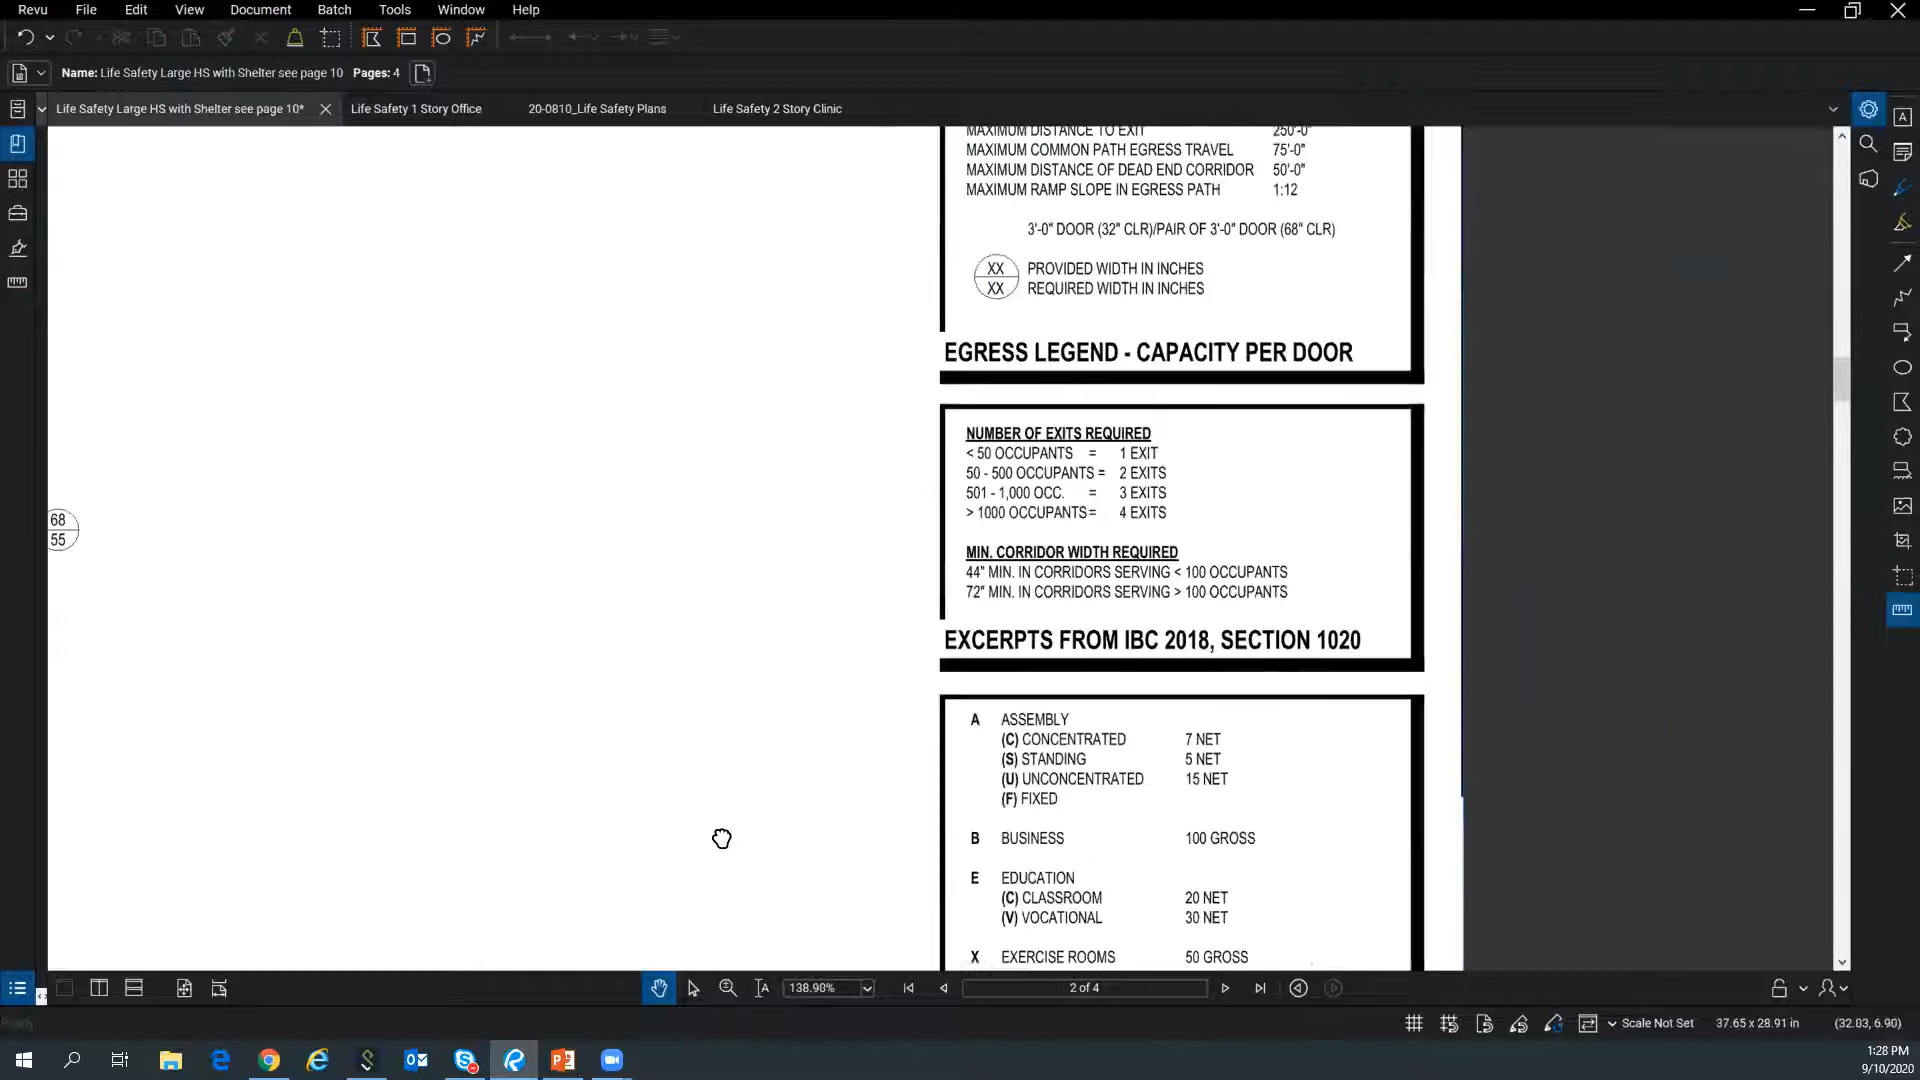 Revu File Edit View Document Batch Tools Window Help
Name: Life Safety Large HS with Shelter see page 10 Pages: 4
Life Safety Large HS with Shelter see page 10* Life Safety 1 Story Office 20-0810_Life Safety Plans Life Safety 2 Story Clinic
MAXIMUM DISTANCE TO EXIT 250'-0"
MAXIMUM COMMON PATH EGRESS TRAVEL 75'-0"
MAXIMUM DISTANCE OF DEAD END CORRIDOR 50'-0"
MAXIMUM RAMP SLOPE IN EGRESS PATH 1:12
3'-0" DOOR (32" CLR)/PAIR OF 3'-0" DOOR (68" CLR)
XX PROVIDED WIDTH IN INCHES
XX REQUIRED WIDTH IN INCHES
EGRESS LEGEND - CAPACITY PER DOOR
NUMBER OF EXITS REQUIRED
< 50 OCCUPANTS = 1 EXIT
50 - 500 OCCUPANTS = 2 EXITS
501 - 1,000 OCC. = 3 EXITS
> 1000 OCCUPANTS = 4 EXITS
68
55
MIN. CORRIDOR WIDTH REQUIRED
44" MIN. IN CORRIDORS SERVING < 100 OCCUPANTS
72" MIN. IN CORRIDORS SERVING > 100 OCCUPANTS
EXCERPTS FROM IBC 2018, SECTION 1020
A ASSEMBLY
(C) CONCENTRATED 7 NET
(S) STANDING 5 NET
(U) UNCONCENTRATED 15 NET
(F) FIXED
B BUSINESS 100 GROSS
E EDUCATION
(C) CLASSROOM 20 NET
(V) VOCATIONAL 30 NET
X EXERCISE ROOMS 50 GROSS
138.98% 2 of 4
Ready Scale Not Set 37.65 x 28.91 in (32.03, 6.90)
1:28 PM
9/10/2020